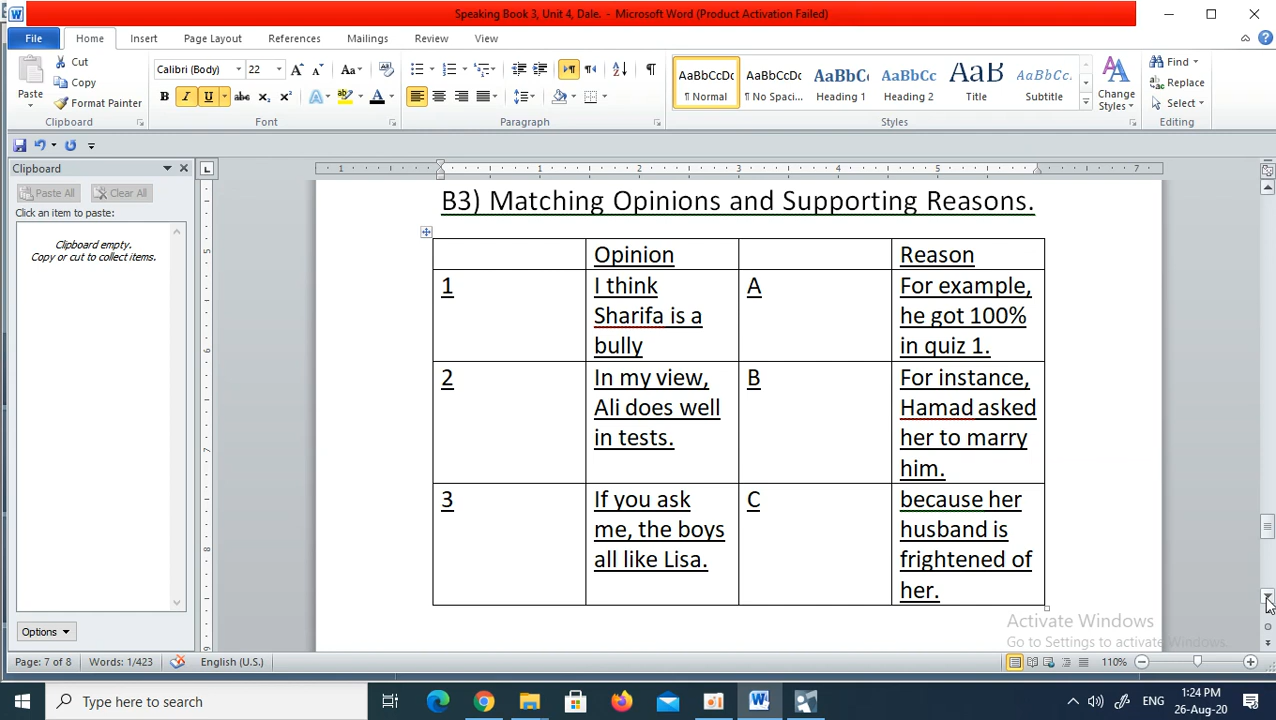 Speaking Book 3, Unit 4, Dale. - Microsoft Word (Product Activation Failed)
File Home Insert Page Layout References Mailings Review View
Paste
Cut
Copy
Format Painter
Clipboard
Calibri (Body) 22
Font
Paragraph
AaBbCcDc
¶ Normal
AaBbCcDc
¶ No Spaci...
AaBbC
Heading 1
AaBbCc
Heading 2
AaB
Title
AaBbCc.
Subtitle
Change
Styles
Styles
Find
Replace
Select
Editing
Clipboard
Paste All Clear All
Click an item to paste:
Clipboard empty.
Copy or cut to collect items.
Options
B3) Matching Opinions and Supporting Reasons.
Opinion Reason
1
I think
Sharifa is a
bully
A
For example,
he got 100%
in quiz 1.
2
In my view,
Ali does well
in tests.
B
For instance,
Hamad asked
her to marry
him.
3
If you ask
me, the boys
all like Lisa.
C
because her
husband is
frightened of
her.
Activate Windows
Go to Settings to activate Windows.
Page: 7 of 8 Words: 1/423 English (U.S.) 110%
Type here to search
ENG
1:24 PM
26-Aug-20